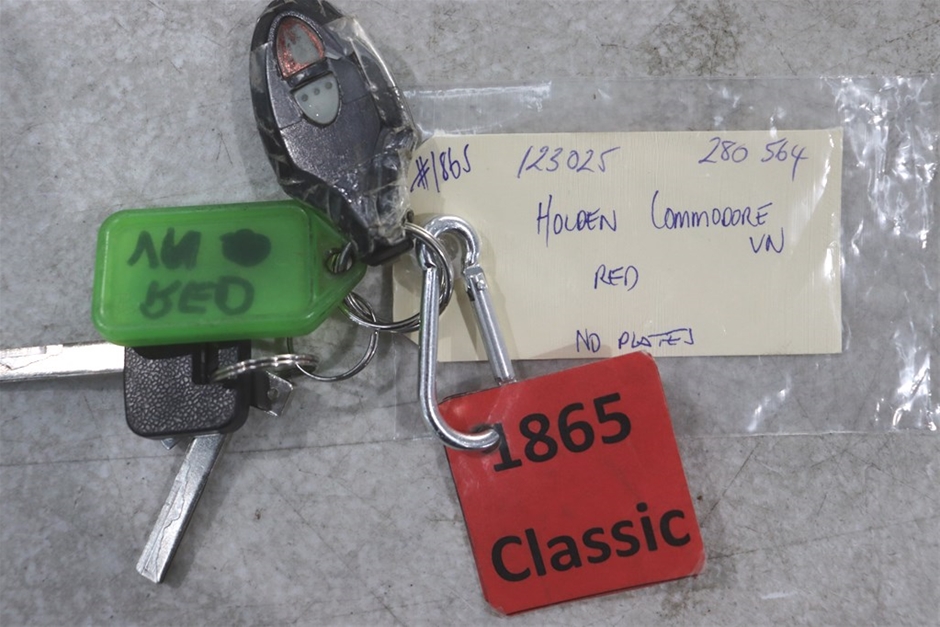 #1865 123025 280 564
HOLDEN COMMODORE
VN
RED
NO PLATES
VN
RED
1865
Classic